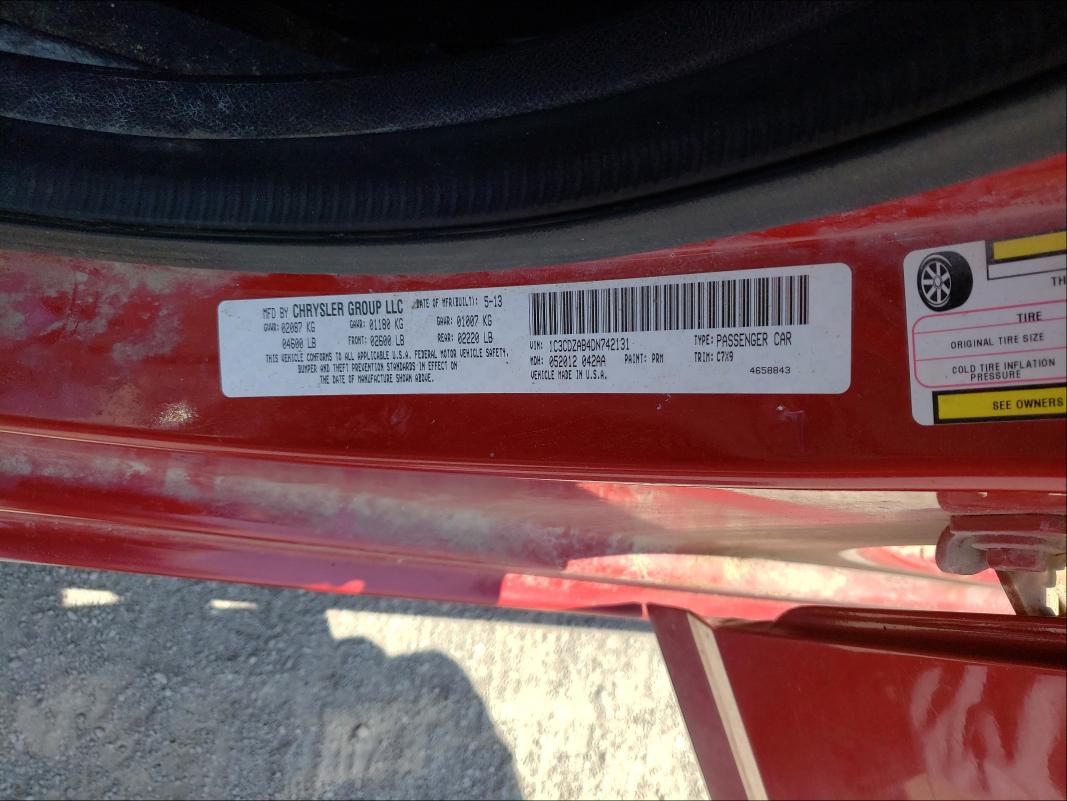 MFD BY CHRYSLER GROUP LLC DATE OF MFR(BUILT): 5-13
GVWR: 02087 KG GAWR: 01180 KG GAWR: 01007 KG
04600 LB FRONT: 02600 LB REAR: 02220 LB
THIS VEHICLE CONFORMS TO ALL APPLICABLE U.S.A. FEDERAL MOTOR VEHICLE SAFETY,
BUMPER AND THEFT PREVENTION STANDARDS IN EFFECT ON
THE DATE OF MANUFACTURE SHOWN ABOVE.
VIN: 1C3CDZAB4DN742131 TYPE: PASSENGER CAR
MDH: 052012 042AA PAINT: PRM TRIM: C7X9
VEHICLE MADE IN U.S.A. 4658843
TH
TIRE
ORIGINAL TIRE
COLD TIRE INFLATION
PRESSURE
SEE OWNERS